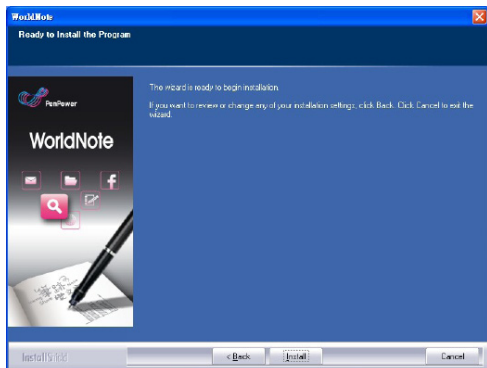 WorldNote
Ready to Install the Program
The wizard is ready to begin installation.
If you want to review or change any of your installation settings, click Back. Click Cancel to exit the
wizard.
PenPower
WorldNote
InstallShield
< Back
Install
Cancel